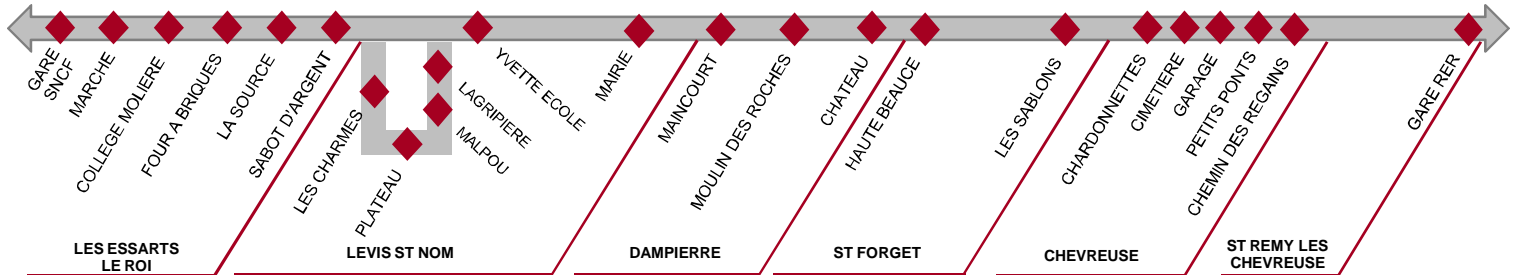 GARE
SNCF
MARCHE
COLLEGE MOLIERE
FOUR A BRIQUES
LA SOURCE
SABOT D'ARGENT
LES CHARMES
PLATEAU
MALPOU
LAGRIPIERE
YVETTE ECOLE
MAIRIE
MAINCOURT
MOULIN DES ROCHES
CHATEAU
HAUTE BEAUCE
LES SABLONS
CHARDONNETTES
CIMETIERE
GARAGE
PETITS PONTS
CHEMIN DES REGAINS
GARE RER
LES ESSARTS
LE ROI
LEVIS ST NOM
DAMPIERRE
ST FORGET
CHEVREUSE
ST REMY LES
CHEVREUSE